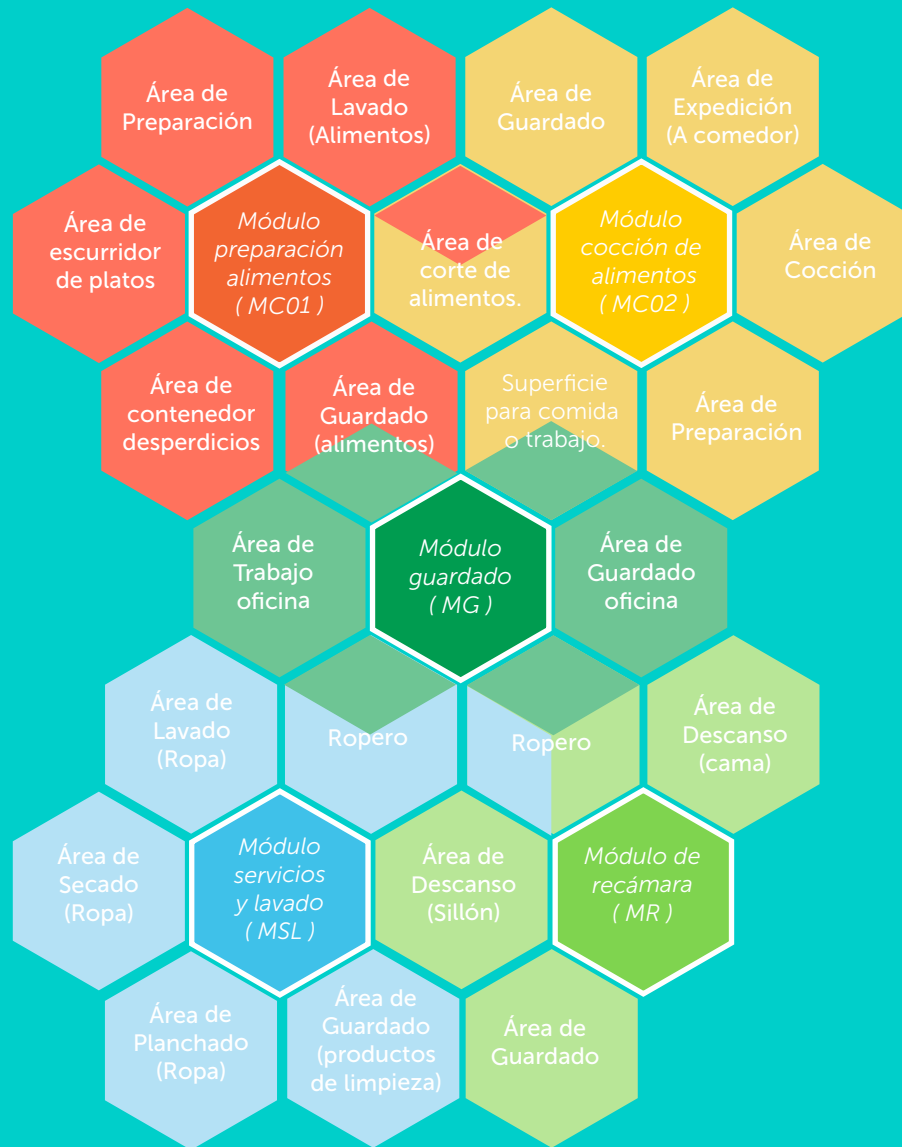 Área de
Preparación
Área de
Lavado
(Alimentos)
Área de
Guardado
Área de
Expedición
(A comedor)
Área de
escurridor
de platos
Módulo
preparación
alimentos
( MC01 )
Área de
corte de
alimentos.
Módulo
cocción de
alimentos
( MC02 )
Área de
Cocción
Área de
contenedor
desperdicios
Área de
Guardado
(alimentos)
Superficie
para comida
o trabajo.
Área de
Preparación
Área de
Trabajo
oficina
Módulo
guardado
( MG )
Área de
Guardado
oficina
Área de
Lavado
(Ropa)
Ropero
Ropero
Área de
Descanso
(cama)
Área de
Secado
(Ropa)
Módulo
servicios
y lavado
( MSL )
Área de
Descanso
(Sillón)
Módulo de
recámara
( MR )
Área de
Planchado
(Ropa)
Área de
Guardado
(productos
de limpieza)
Área de
Guardado